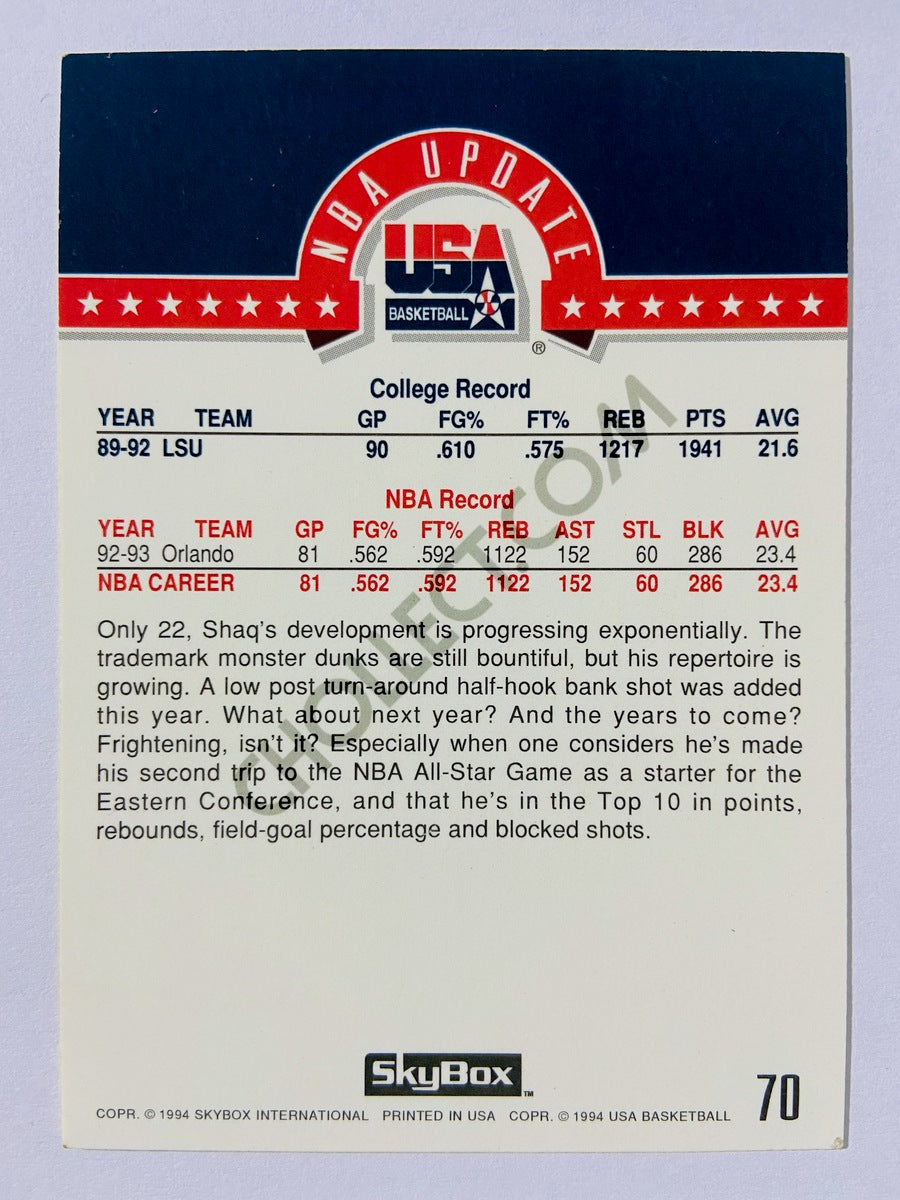 NBA UPDATE
USA
BASKETBALL
®
College Record
YEAR TEAM GP FG% FT% REB PTS AVG
89-92 LSU 90 .610 .575 1217 1941 21.6
NBA Record
YEAR TEAM GP FG% FT% REB AST STL BLK AVG
92-93 Orlando 81 .562 .592 1122 152 60 286 23.4
NBA CAREER 81 .562 .592 1122 152 60 286 23.4
Only 22, Shaq's development is progressing exponentially. The
trademark monster dunks are still bountiful, but his repertoire is
growing. A low post turn-around half-hook bank shot was added
this year. What about next year? And the years to come?
Frightening, isn't it? Especially when one considers he's made
his second trip to the NBA All-Star Game as a starter for the
Eastern Conference, and that he's in the Top 10 in points,
rebounds, field-goal percentage and blocked shots.
CHOLLECT.COM
SkyBox™
COPR. © 1994 SKYBOX INTERNATIONAL PRINTED IN USA COPR. © 1994 USA BASKETBALL 70